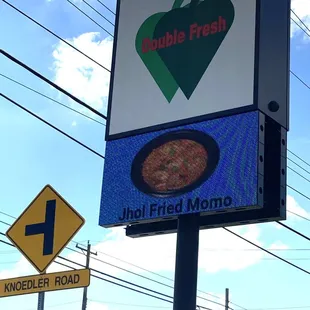 Double Fresh
Jhol Fried Momo
KNOEDLER ROAD